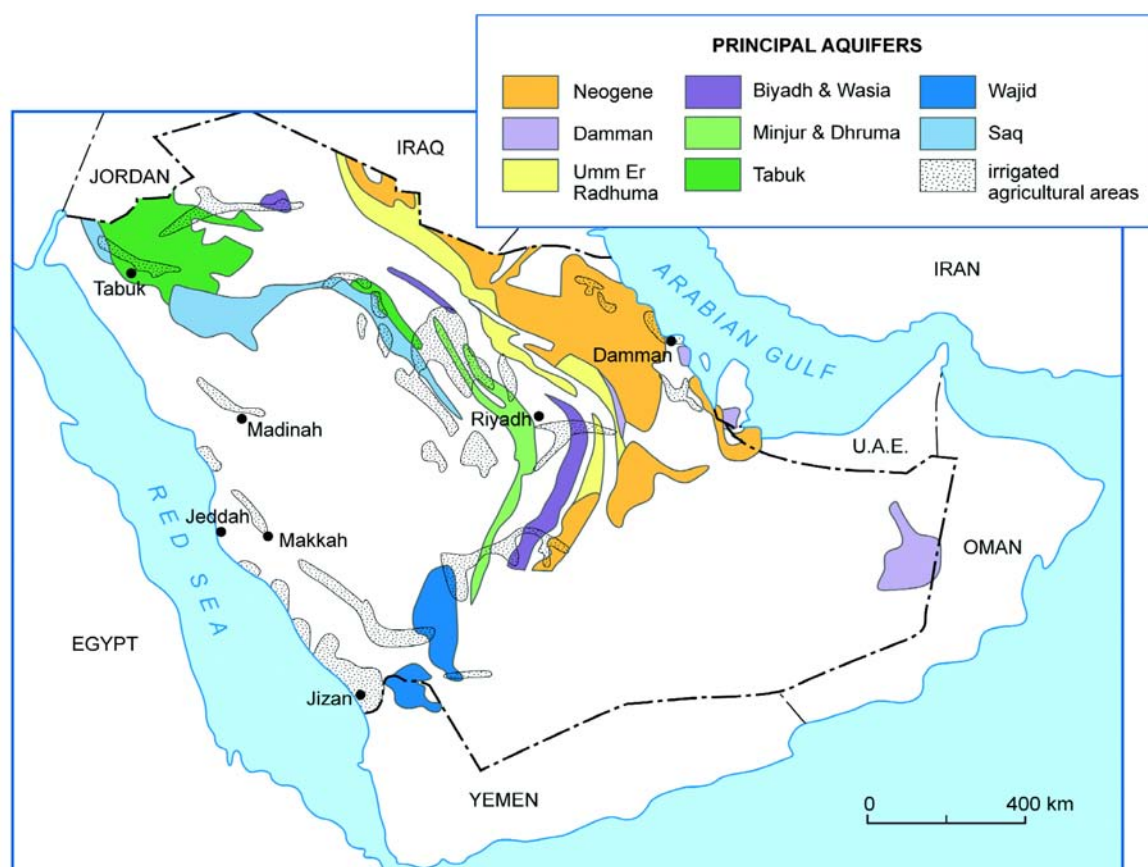 PRINCIPAL AQUIFERS
Neogene
Biyadh & Wasia
Wajid
Damman
Minjur & Dhruma
Saq
Umm Er
Radhuma
Tabuk
irrigated
agricultural areas
JORDAN
IRAQ
IRAN
Tabuk
ARABIAN GULF
Damman
Riyadh
Madinah
U.A.E.
RED SEA
Jeddah
Makkah
OMAN
EGYPT
Jizan
YEMEN
0 400 km